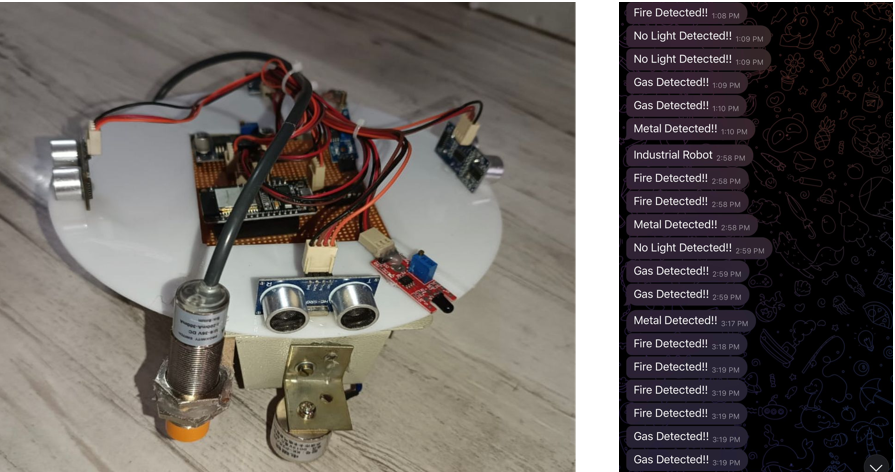 Fire Detected!! 1:08 PM
No Light Detected!! 1:09 PM
No Light Detected!! 1:09 PM
Gas Detected!! 1:09 PM
Gas Detected!! 1:10 PM
Metal Detected!! 1:10 PM
Industrial Robot 2:58 PM
Fire Detected!! 2:58 PM
Fire Detected!! 2:58 PM
Metal Detected!! 2:58 PM
No Light Detected!! 2:59 PM
Gas Detected!! 2:59 PM
Gas Detected!! 2:59 PM
Metal Detected!! 3:17 PM
Fire Detected!! 3:18 PM
Fire Detected!! 3:19 PM
Fire Detected!! 3:19 PM
Fire Detected!! 3:19 PM
Gas Detected!! 3:19 PM
Gas Detected!! 3:19 PM